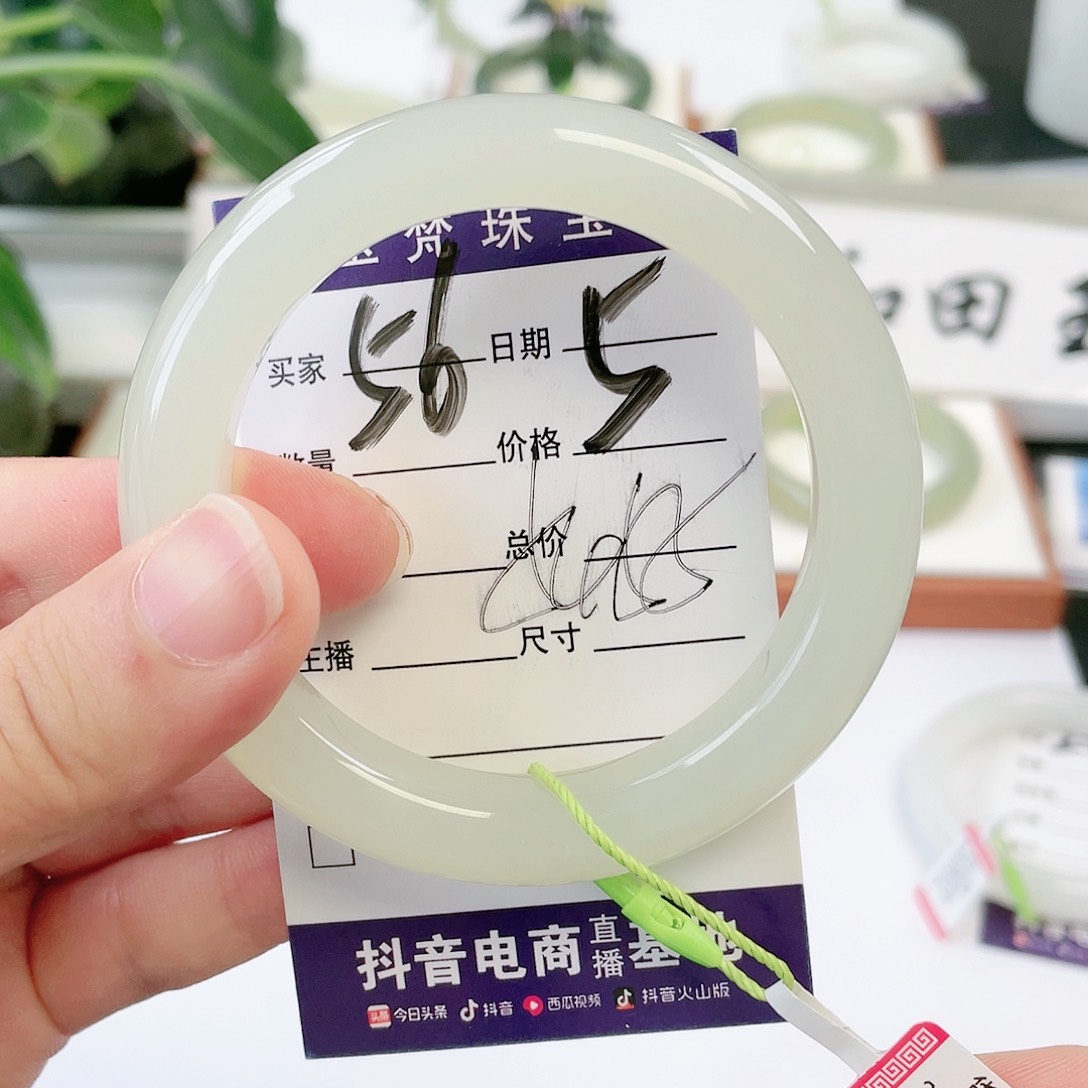 梵珠宝
买家 56 日期 5
数量 价格
总价
主播 尺寸
抖音电商直播基地
今日头条 抖音 西瓜视频 抖音火山版
和田玉